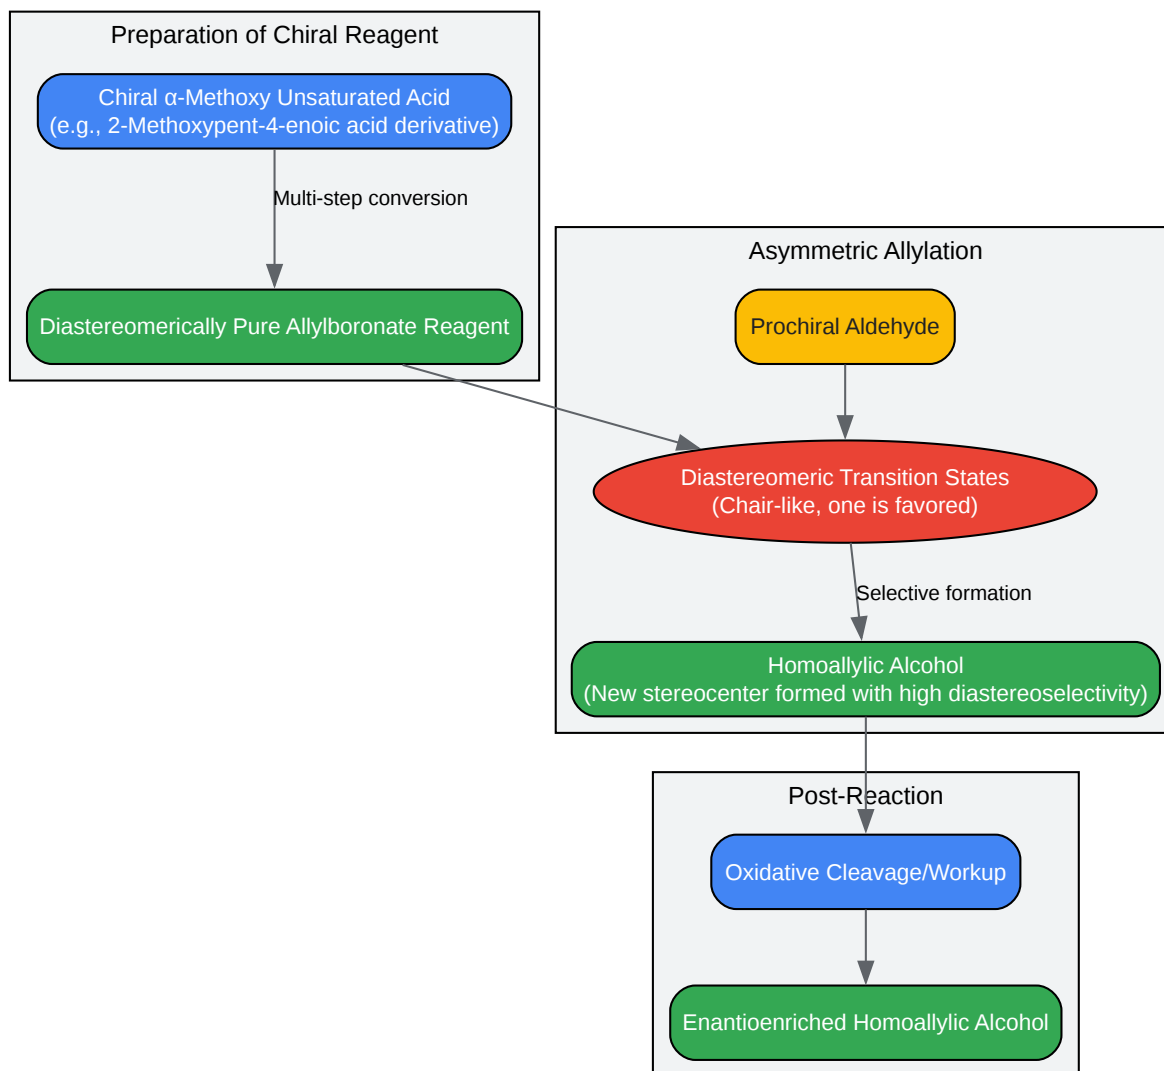 Preparation of Chiral Reagent
Chiral α-Methoxy Unsaturated Acid
(e.g., 2-Methoxypent-4-enoic acid derivative)
Multi-step conversion
Diastereomerically Pure Allylboronate Reagent
Asymmetric Allylation
Prochiral Aldehyde
Diastereomeric Transition States
(Chair-like, one is favored)
Selective formation
Homoallylic Alcohol
(New stereocenter formed with high diastereoselectivity)
Post-Reaction
Oxidative Cleavage/Workup
Enantioenriched Homoallylic Alcohol